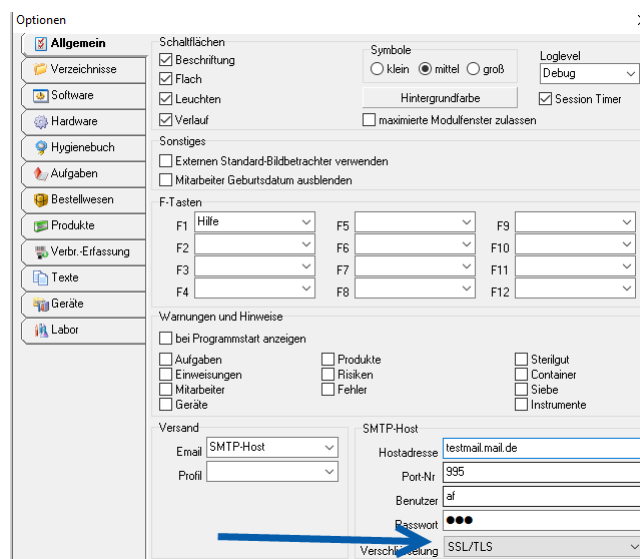 Optionen
Allgemein
Verzeichnisse
Software
Hardware
Hygienebuch
Aufgaben
Bestellwesen
Produkte
Verbr.-Erfassung
Texte
Geräte
Labor
Schaltflächen
Beschriftung
Flach
Leuchten
Verlauf
Symbole
klein mittel groß
Hintergrundfarbe
maximierte Modulfenster zulassen
Loglevel
Debug
Session Timer
Sonstiges
Externen Standard-Bildbetrachter verwenden
Mitarbeiter Geburtsdatum ausblenden
F-Tasten
F1 Hilfe F5 F9
F2 F6 F10
F3 F7 F11
F4 F8 F12
Warnungen und Hinweise
bei Programmstart anzeigen
Aufgaben Produkte Sterilgut
Einweisungen Risiken Container
Mitarbeiter Fehler Siebe
Geräte Instrumente
Versand
Email SMTP-Host
Profil
SMTP-Host
Hostadresse testmail.mail.de
Port-Nr 995
Benutzer af
Passwort ●●●
Verschlüsselung SSL/TLS